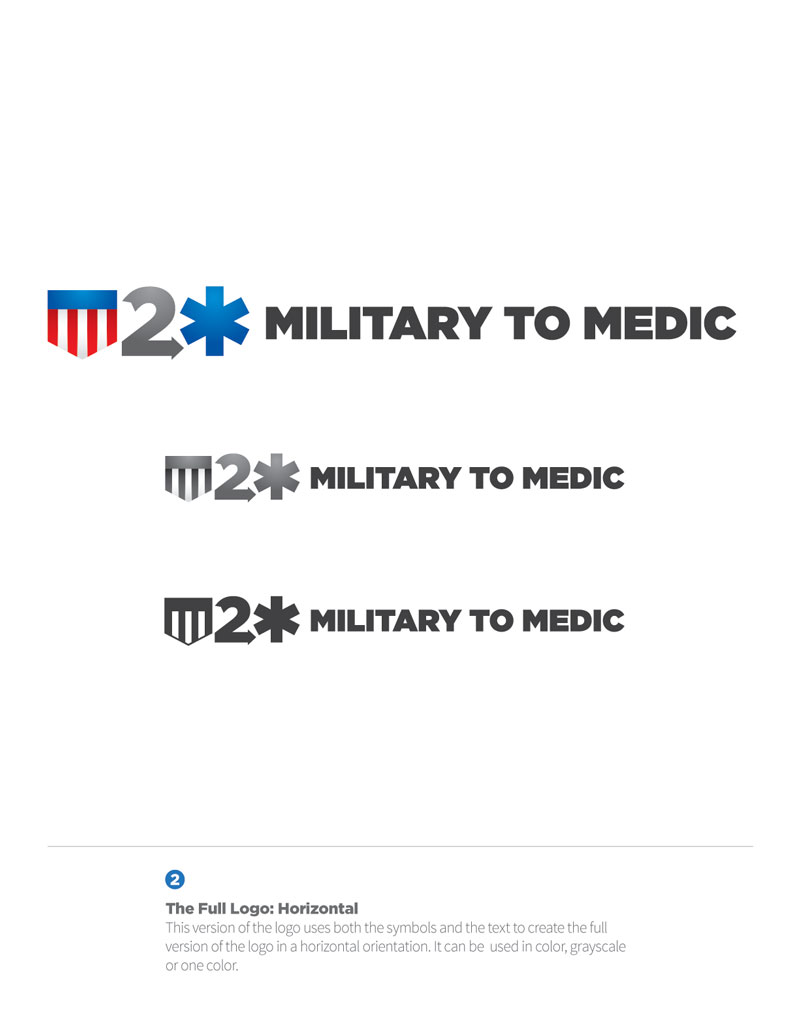 2 MILITARY TO MEDIC
2 MILITARY TO MEDIC
2 MILITARY TO MEDIC
2
The Full Logo: Horizontal
This version of the logo uses both the symbols and the text to create the full
version of the logo in a horizontal orientation. It can be  used in color, grayscale
or one color.